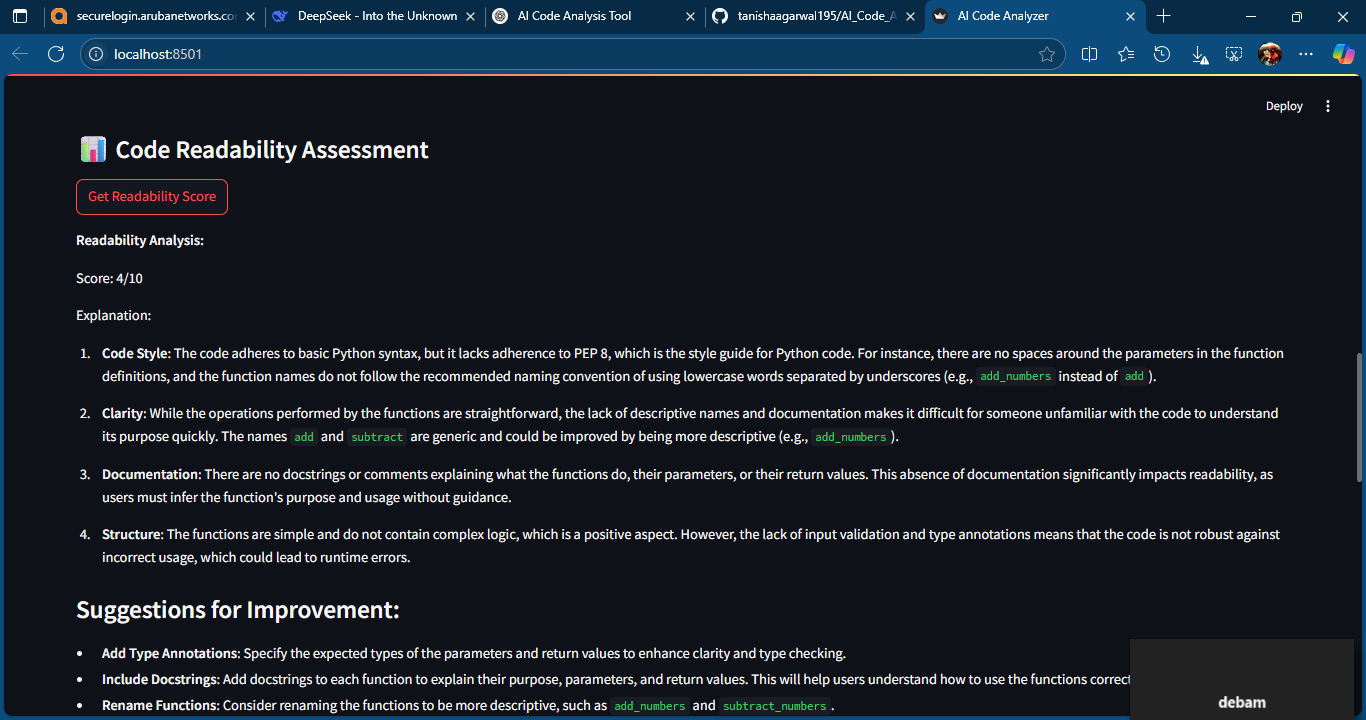 securelogin.arubanetworks.co
DeepSeek - Into the Unknown
AI Code Analysis Tool
tanishaagarwal195/AI_Code_A
AI Code Analyzer
localhost:8501
Deploy
Code Readability Assessment
Get Readability Score
Readability Analysis:
Score: 4/10
Explanation:
1. Code Style: The code adheres to basic Python syntax, but it lacks adherence to PEP 8, which is the style guide for Python code. For instance, there are no spaces around the parameters in the function
definitions, and the function names do not follow the recommended naming convention of using lowercase words separated by underscores (e.g., add_numbers instead of add ).
2. Clarity: While the operations performed by the functions are straightforward, the lack of descriptive names and documentation makes it difficult for someone unfamiliar with the code to understand
its purpose quickly. The names add and subtract are generic and could be improved by being more descriptive (e.g., add_numbers ).
3. Documentation: There are no docstrings or comments explaining what the functions do, their parameters, or their return values. This absence of documentation significantly impacts readability, as
users must infer the function's purpose and usage without guidance.
4. Structure: The functions are simple and do not contain complex logic, which is a positive aspect. However, the lack of input validation and type annotations means that the code is not robust against
incorrect usage, which could lead to runtime errors.
Suggestions for Improvement:
• Add Type Annotations: Specify the expected types of the parameters and return values to enhance clarity and type checking.
• Include Docstrings: Add docstrings to each function to explain their purpose, parameters, and return values. This will help users understand how to use the functions correct
• Rename Functions: Consider renaming the functions to be more descriptive, such as add_numbers and subtract_numbers .
debam